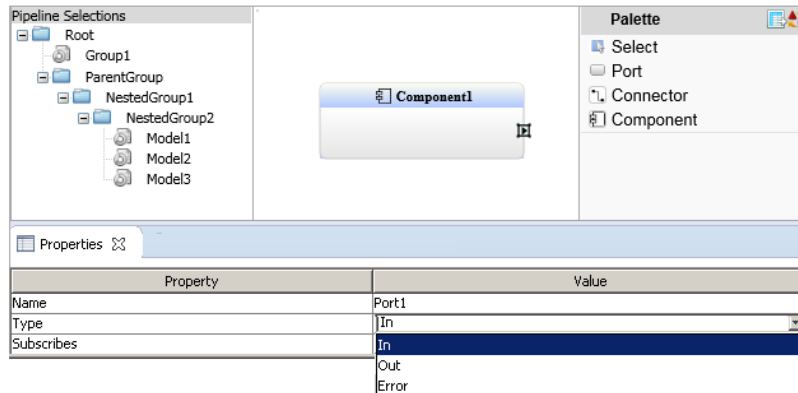 Pipeline Selections
Root
Group1
ParentGroup
NestedGroup1
NestedGroup2
Model1
Model2
Model3
Component1
Palette
Select
Port
Connector
Component
Properties
Property Value
Name Port1
Type In
Subscribes In
Out
Error